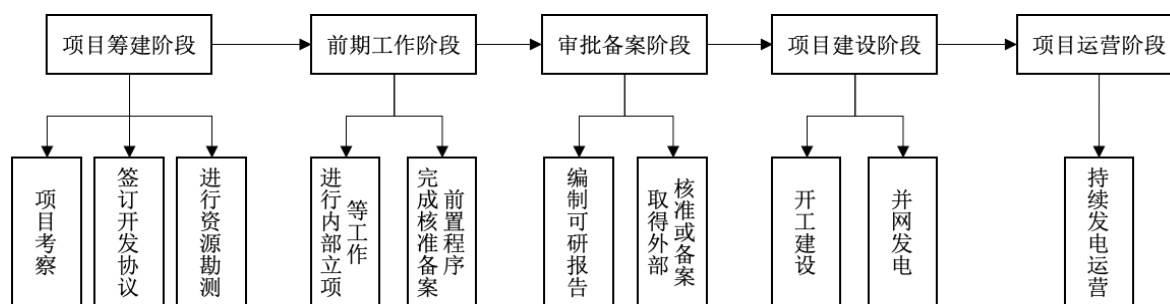 项目筹建阶段
前期工作阶段
审批备案阶段
项目建设阶段
项目运营阶段
项目考察
签订开发协议
进行资源勘测
进行内部立项
等工作
完成核准备案
前置程序
编制可研报告
取得外部
核准或备案
开工建设
并网发电
持续发电运营